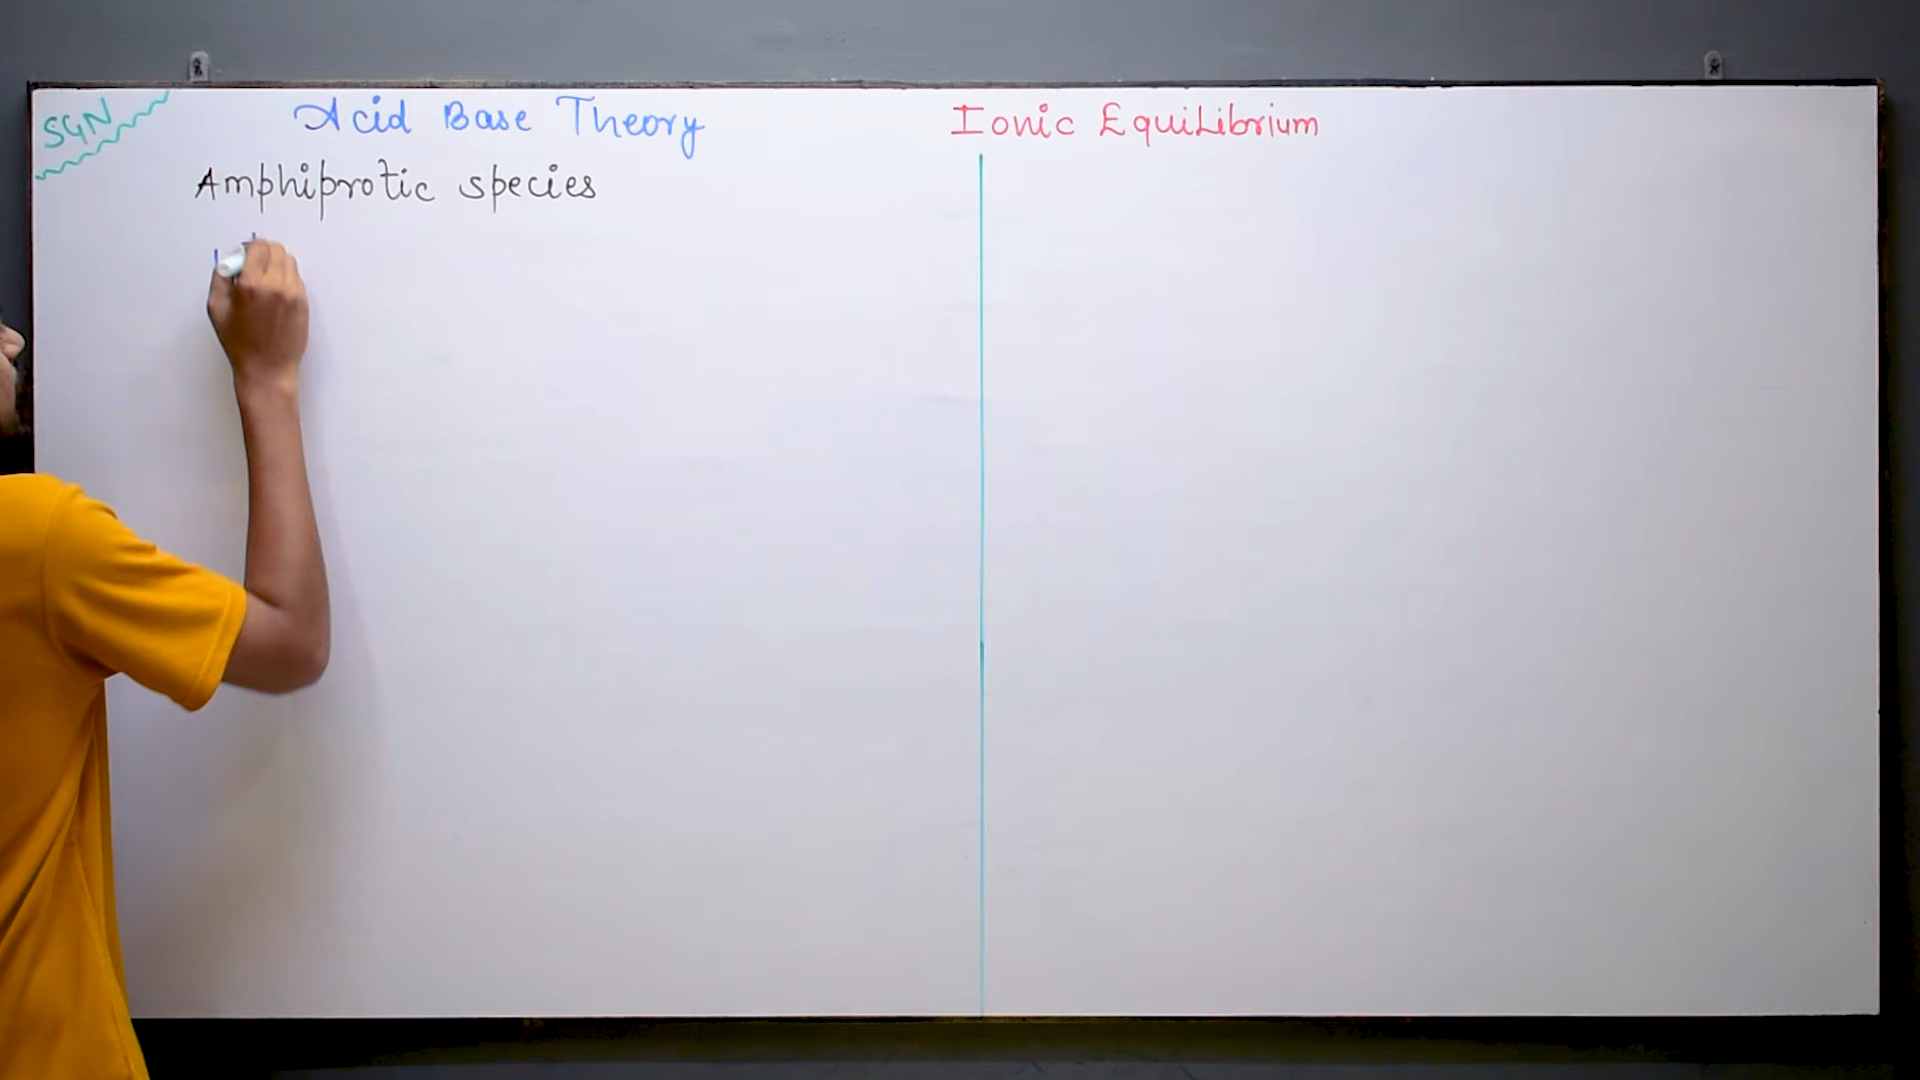 SGN
Acid Base Theory
Ionic Equilibrium
Amphiprotic species